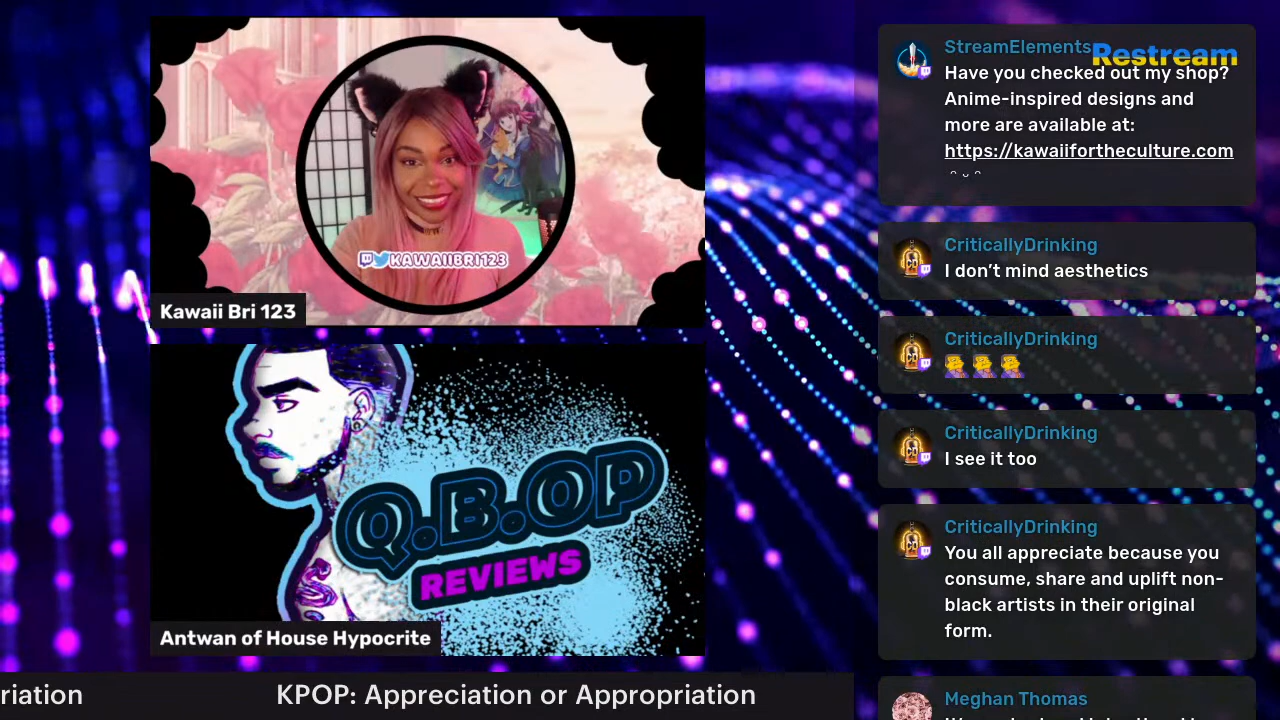 KAWAIIBRI123
Kawaii Bri 123
Q.B.OP
REVIEWS
Antwan of House Hypocrite
riation
KPOP: Appreciation or Appropriation
StreamElements
Restream
Have you checked out my shop?
Anime-inspired designs and
more are available at:
https://kawaiifortheculture.com
CriticallyDrinking
I don’t mind aesthetics
CriticallyDrinking
CriticallyDrinking
I see it too
CriticallyDrinking
You all appreciate because you
consume, share and uplift non-
black artists in their original
form.
Meghan Thomas